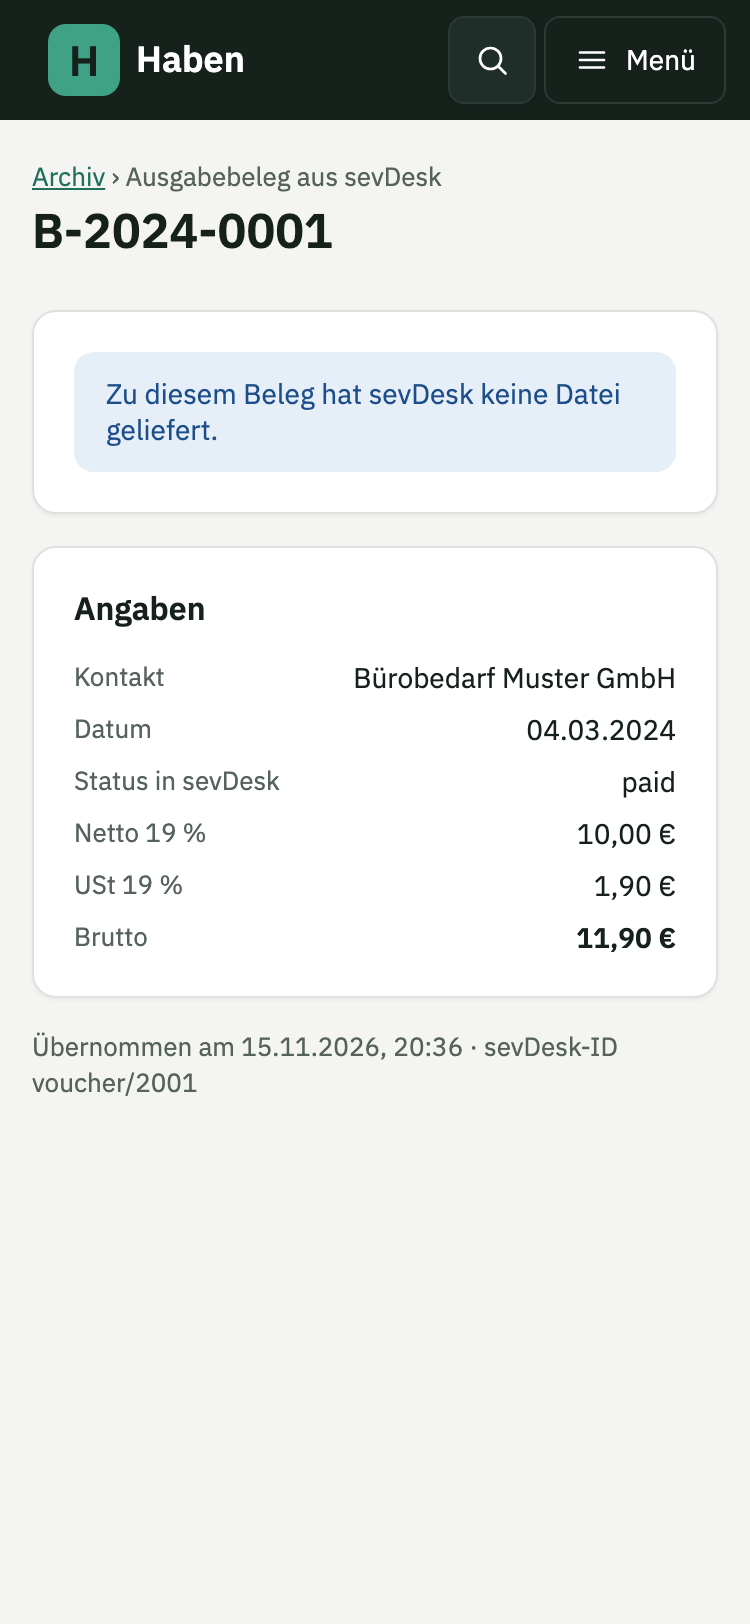 H Haben
Menü
Archiv › Ausgabebeleg aus sevDesk
B-2024-0001
Zu diesem Beleg hat sevDesk keine Datei
geliefert.
Angaben
Kontakt Bürobedarf Muster GmbH
Datum 04.03.2024
Status in sevDesk paid
Netto 19 % 10,00 €
USt 19 % 1,90 €
Brutto 11,90 €
Übernommen am 15.11.2026, 20:36 · sevDesk-ID
voucher/2001